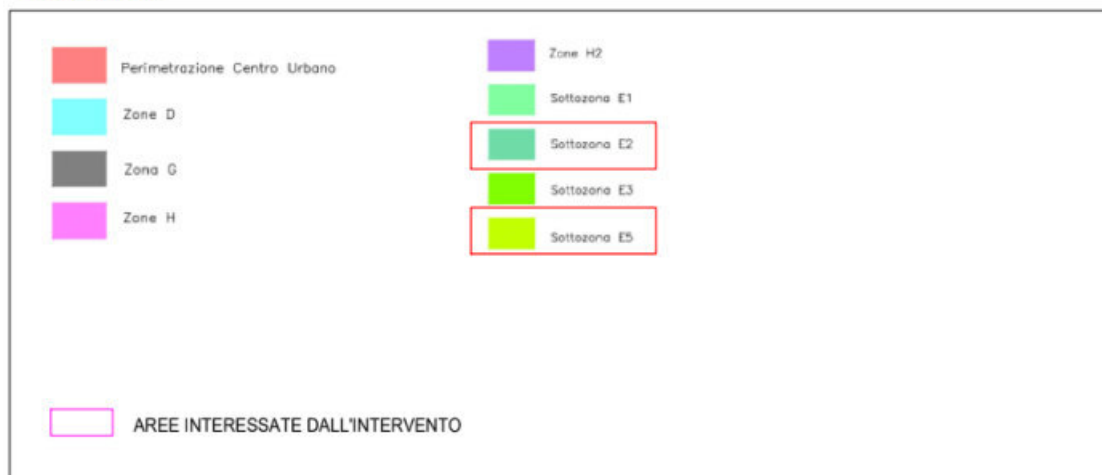 Perimetrazione Centro Urbano
Zone D
Zona G
Zone H
Zone H2
Sottozona E1
Sottozona E2
Sottozona E3
Sottozona E5
AREE INTERESSATE DALL'INTERVENTO